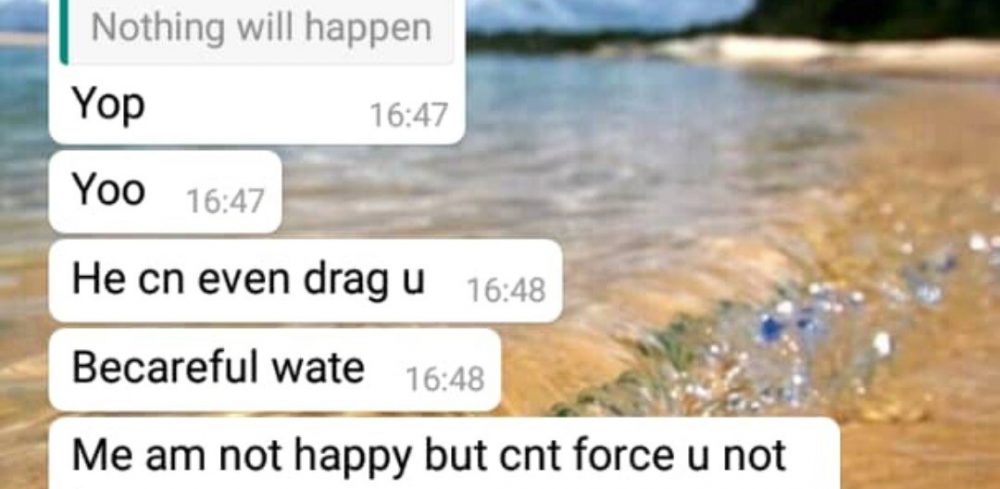 Nothing will happen
Yop 16:47
Yoo 16:47
He cn even drag u 16:48
Becareful wate 16:48
Me am not happy but cnt force u not